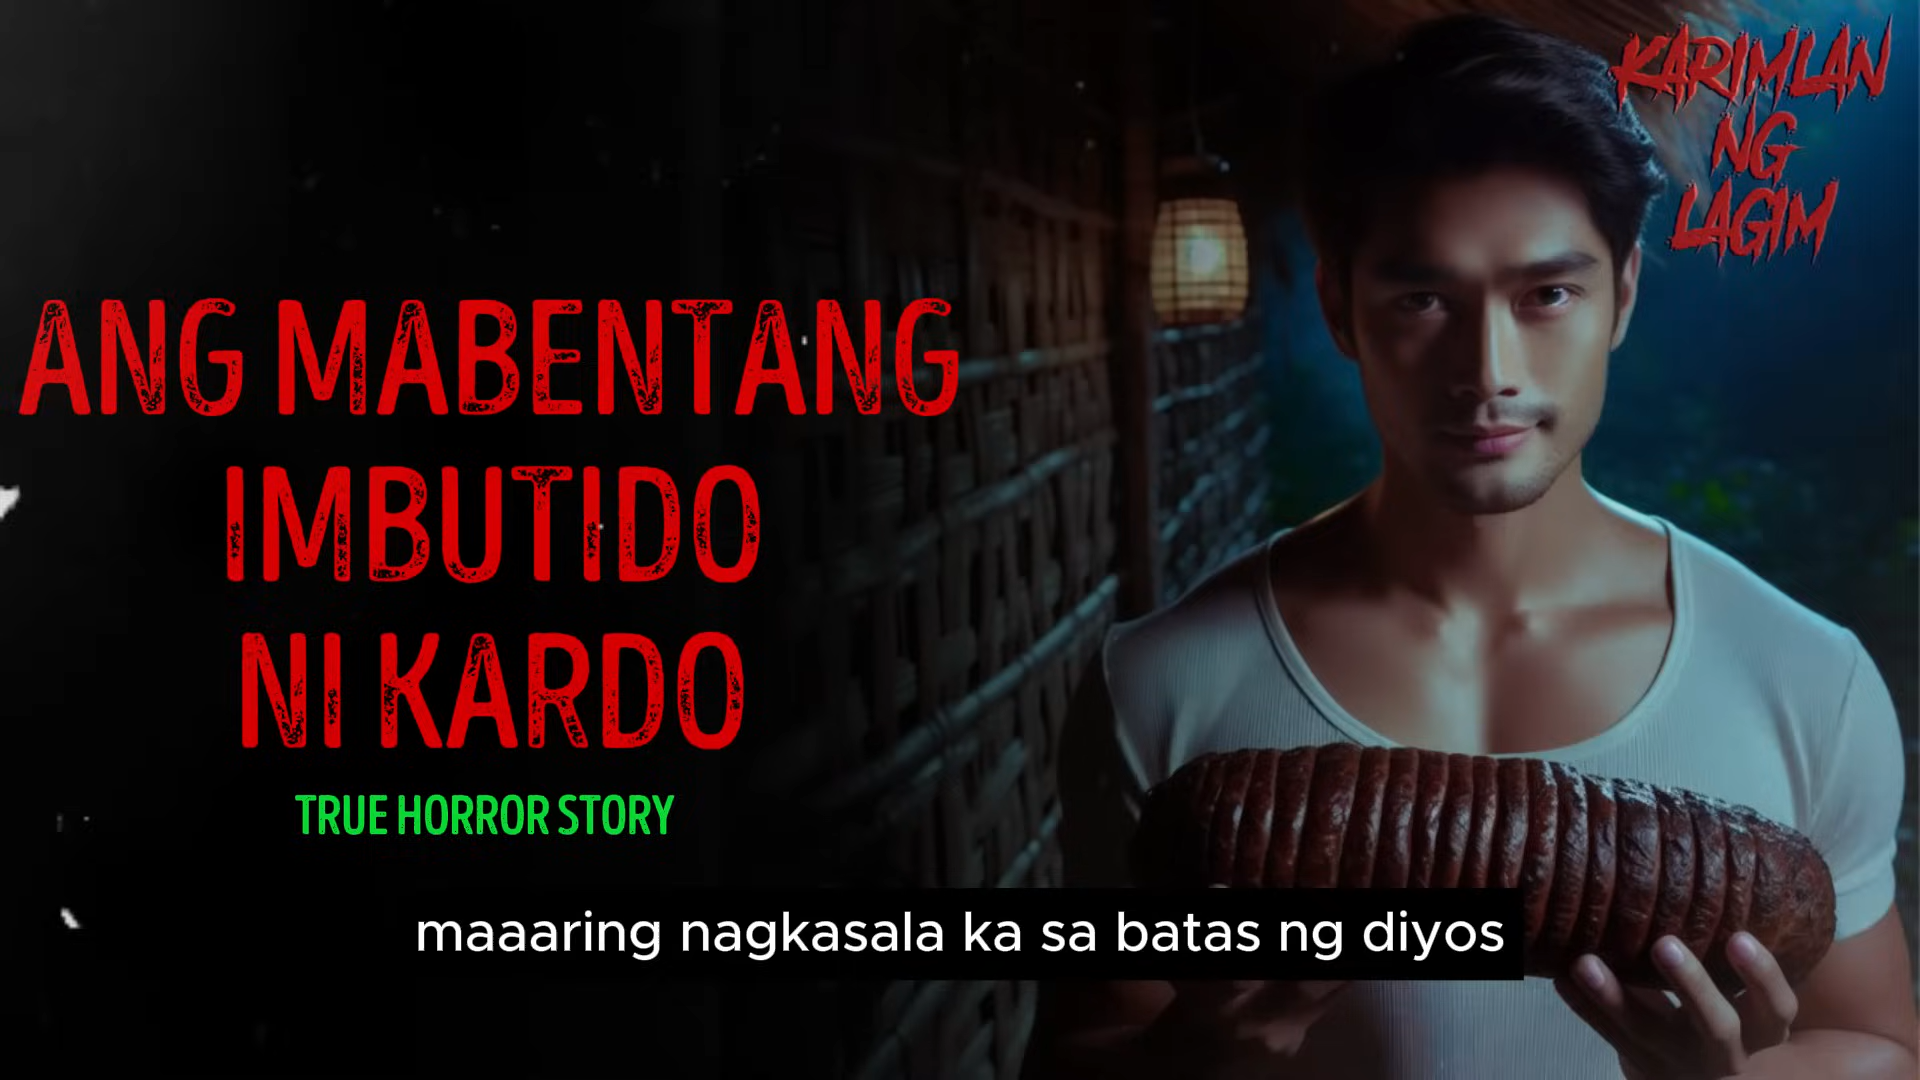 KARIMLAN
NG
LAGIM
ANG MABENTANG
IMBUTIDO
NI KARDO
TRUE HORROR STORY
maaaring nagkasala ka sa batas ng diyos